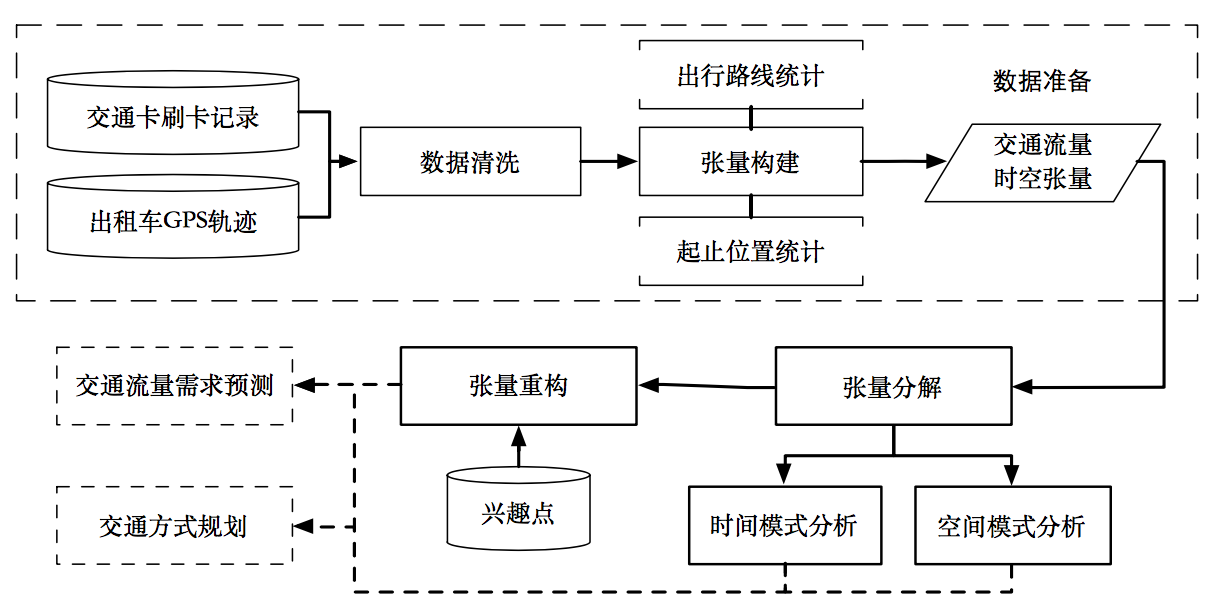 出行路线统计
数据准备
交通卡刷卡记录
数据清洗
张量构建
交通流量
时空张量
出租车GPS轨迹
起止位置统计
交通流量需求预测
张量重构
张量分解
交通方式规划
兴趣点
时间模式分析
空间模式分析